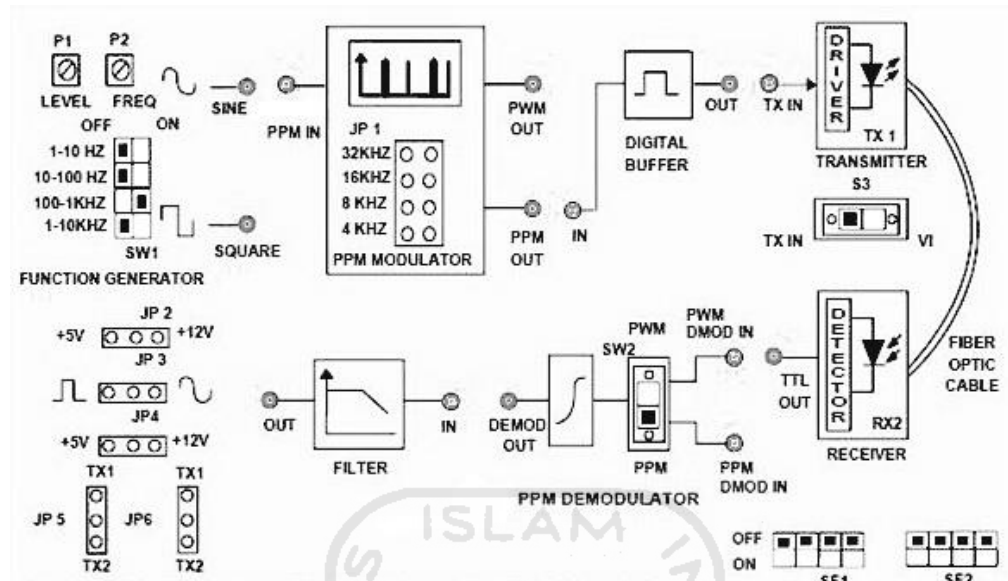 P1 P2
LEVEL FREQ
OFF ON
1-10 HZ
10-100 HZ
100-1KHZ
1-10KHZ
SW1
FUNCTION GENERATOR
SINE
SQUARE
PPM IN
JP 1
32KHZ
16KHZ
8 KHZ
4 KHZ
PPM MODULATOR
PWM
OUT
PPM
OUT
IN
DIGITAL
BUFFER
OUT
TX IN
DRIVER
TX 1
TRANSMITTER
S3
TX IN VI
FIBER
OPTIC
CABLE
DETECTOR
RX2
RECEIVER
TTL
OUT
PWM
DMOD IN
PPM
DMOD IN
PWM
SW2
PPM
PPM DEMODULATOR
DEMOD
OUT
IN
FILTER
OUT
JP 2
+5V +12V
JP 3
JP4
+5V +12V
TX1 TX1
JP 5 JP6
TX2 TX2
OFF
ON
SF1 SF2
ISLAM